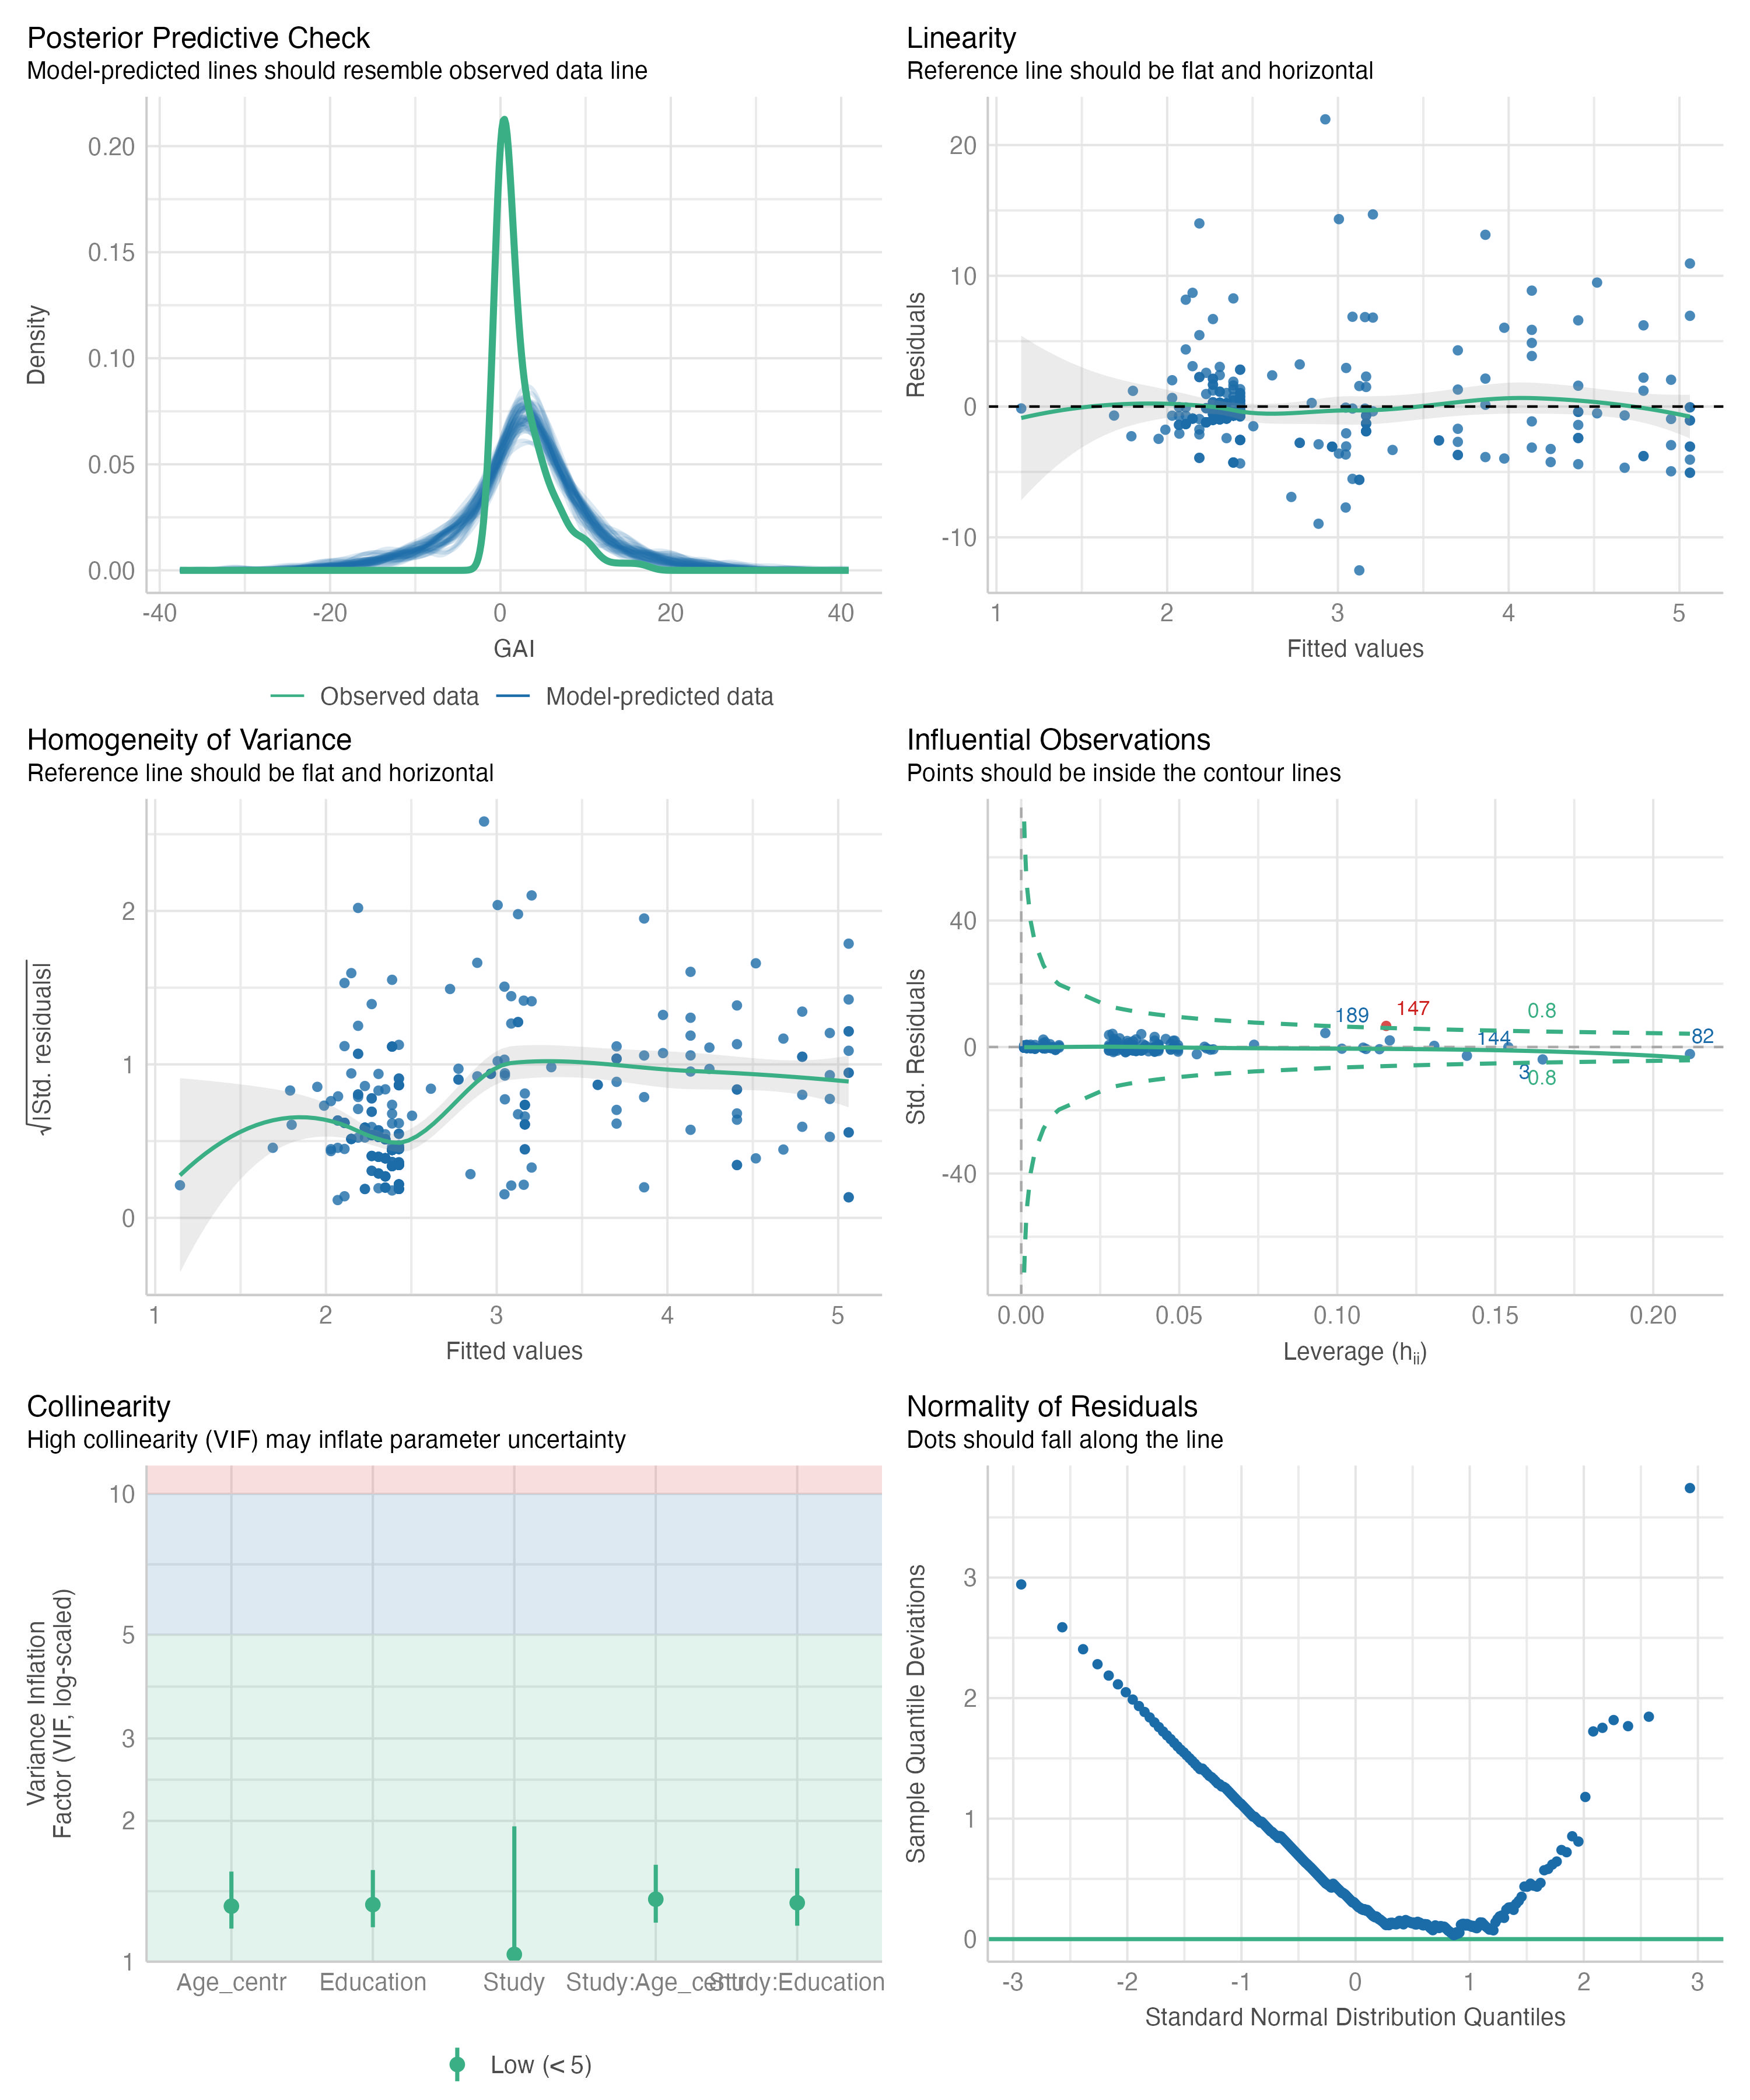 Posterior Predictive Check
Model-predicted lines should resemble observed data line
0.20
0.15
0.10
0.05
0.00
Density
-40
-20
0
20
40
GAI
Observed data
Model-predicted data
Linearity
Reference line should be flat and horizontal
20
10
0
-10
Residuals
1
2
3
4
5
Fitted values
Homogeneity of Variance
Reference line should be flat and horizontal
2
1
0
√|Std. residuals|
1
2
3
4
5
Fitted values
Influential Observations
Points should be inside the contour lines
40
0
-40
Std. Residuals
189
147
0.8
144
82
3
0.8
0.00
0.05
0.10
0.15
0.20
Leverage (hii)
Collinearity
High collinearity (VIF) may inflate parameter uncertainty
10
5
3
2
1
Variance Inflation
Factor (VIF, log-scaled)
Age_centr
Education
Study
Study:Age_centr
Study:Education
Low (< 5)
Normality of Residuals
Dots should fall along the line
3
2
1
0
Sample Quantile Deviations
-3
-2
-1
0
1
2
3
Standard Normal Distribution Quantiles